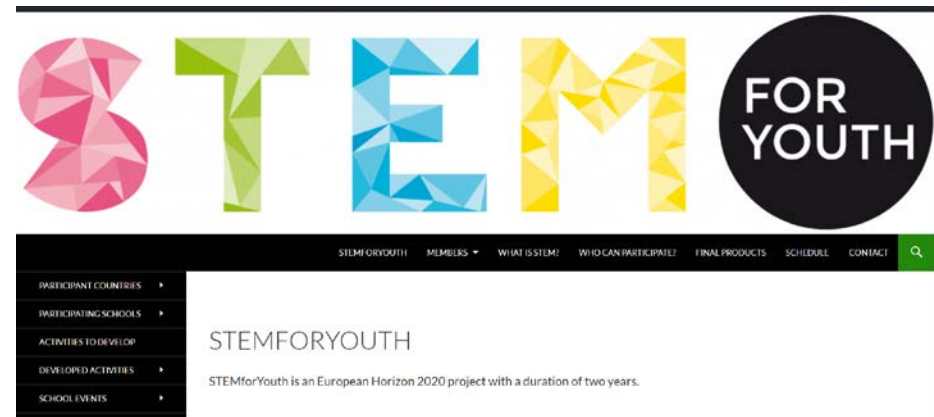 STEM
FOR
YOUTH
STEMFORYOUTH MEMBERS WHAT IS STEM? WHO CAN PARTICIPATE? FINAL PRODUCTS SCHEDULE CONTACT
PARTICIPANT COUNTRIES
PARTICIPATING SCHOOLS
ACTIVITIES TO DEVELOP
DEVELOPED ACTIVITIES
SCHOOL EVENTS
STEMFORYOUTH
STEMforYouth is an European Horizon 2020 project with a duration of two years.